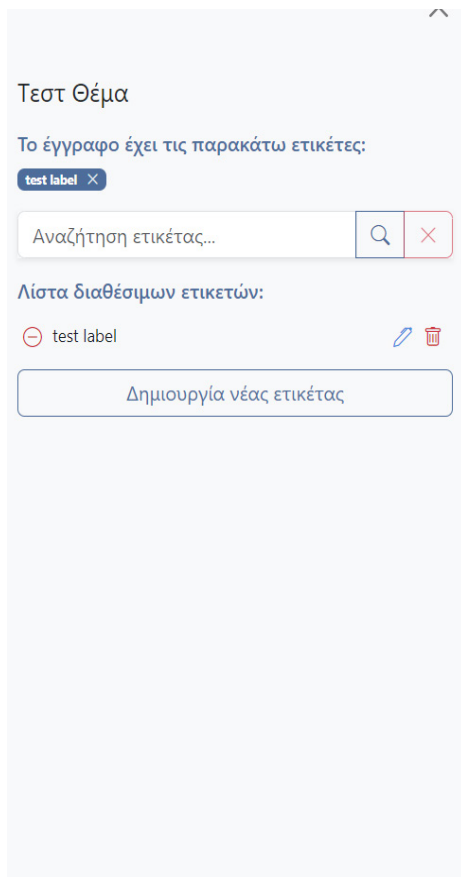 Τεστ Θέμα
Το έγγραφο έχει τις παρακάτω ετικέτες:
test label
Αναζήτηση ετικέτας...
Λίστα διαθέσιμων ετικετών:
test label
Δημιουργία νέας ετικέτας